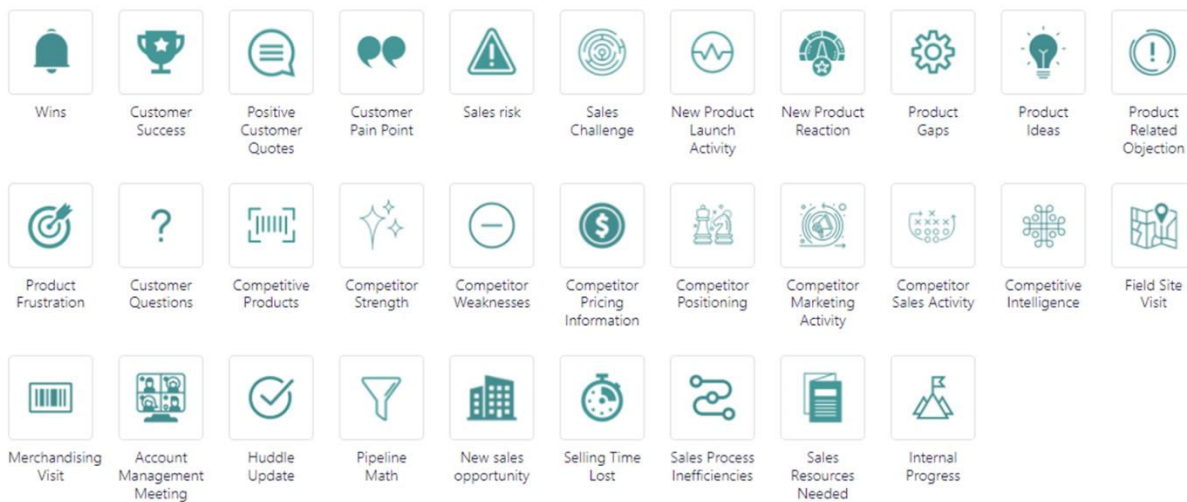 Wins
Customer
Success
Positive
Customer
Quotes
Customer
Pain Point
Sales risk
Sales
Challenge
New Product
Launch
Activity
New Product
Reaction
Product
Gaps
Product
Ideas
Product
Related
Objection
Product
Frustration
Customer
Questions
Competitive
Products
Competitor
Strength
Competitor
Weaknesses
Competitor
Pricing
Information
Competitor
Positioning
Competitor
Marketing
Activity
Competitor
Sales Activity
Competitive
Intelligence
Field Site
Visit
Merchandising
Visit
Account
Management
Meeting
Huddle
Update
Pipeline
Math
New sales
opportunity
Selling Time
Lost
Sales Process
Inefficiencies
Sales
Resources
Needed
Internal
Progress